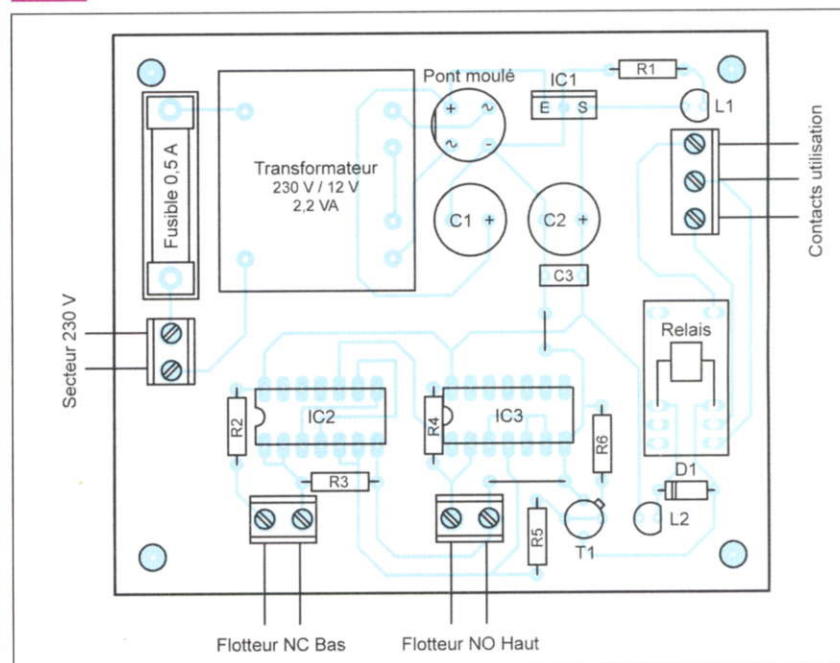 Pont moulé
IC1
R1
+ ~
E S
L1
~ -
Fusible 0,5 A
Transformateur
230 V / 12 V
2,2 VA
C1 +
C2 +
C3
Contacts utilisation
Secteur 230 V
Relais
R2
IC2
R4
IC3
R6
R3
D1
R5
T1
L2
Flotteur NC Bas
Flotteur NO Haut